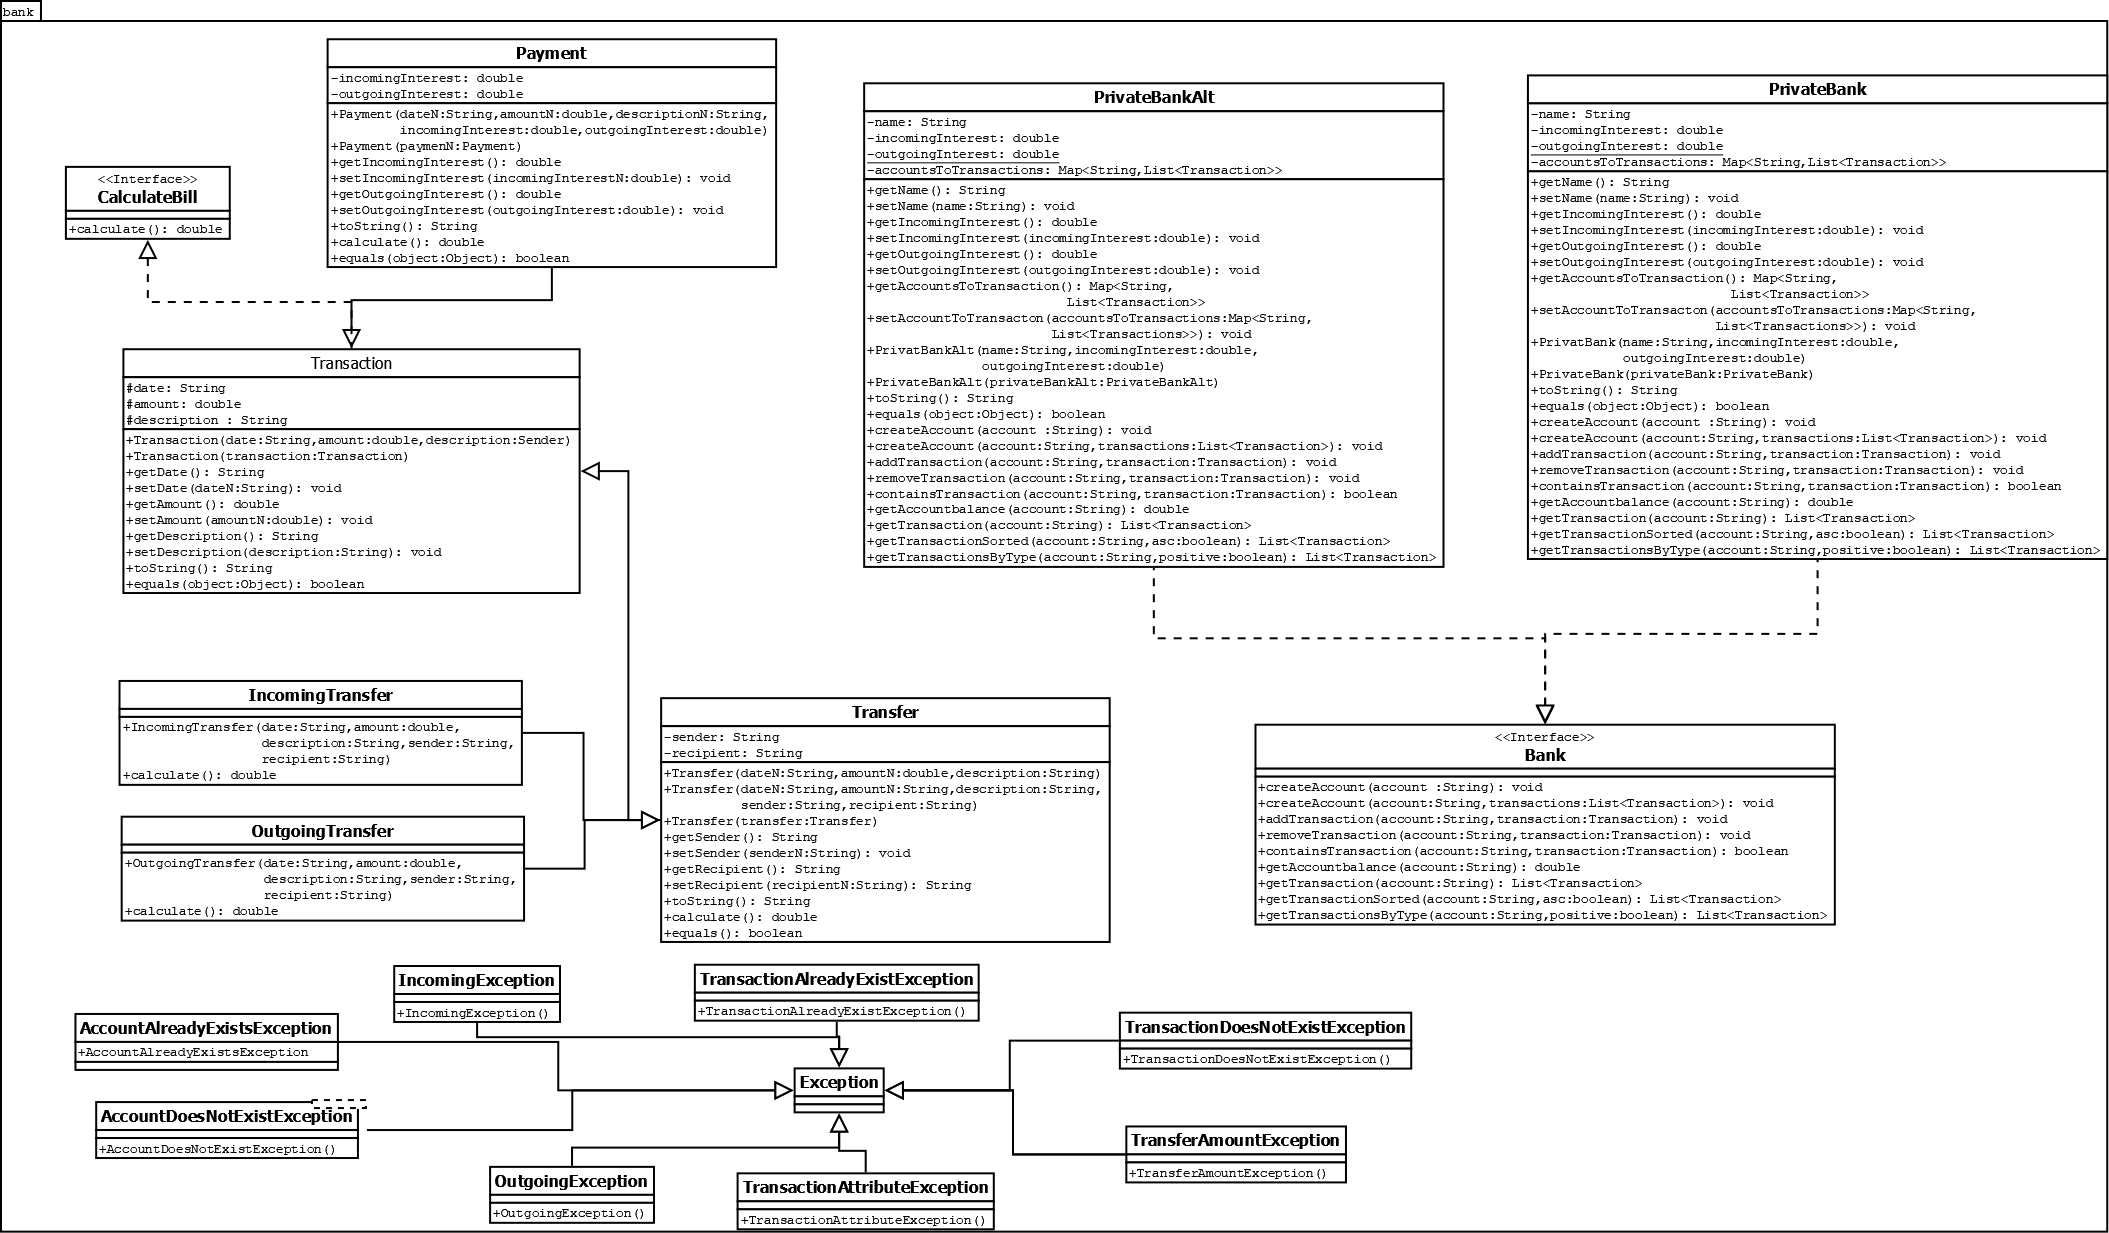 bank
Payment
-incomingInterest: double
-outgoingInterest: double
+Payment(dateN:String,amountN:double,descriptionN:String,
incomingInterest:double,outgoingInterest:double)
+Payment(paymenN:Payment)
+getIncomingInterest(): double
+setIncomingInterest(incomingInterestN:double): void
+getOutgoingInterest(): double
+setOutgoingInterest(outgoingInterest:double): void
+toString(): String
+calculate(): double
+equals(object:Object): boolean
<<Interface>>
CalculateBill
+calculate(): double
Transaction
#date: String
#amount: double
#description : String
+Transaction(date:String,amount:double,description:Sender)
+Transaction(transaction:Transaction)
+getDate(): String
+setDate(dateN:String): void
+getAmount(): double
+setAmount(amountN:double): void
+getDescription(): String
+setDescription(description:String): void
+toString(): String
+equals(object:Object): boolean
PrivateBankAlt
-name: String
-incomingInterest: double
-outgoingInterest: double
-accountsToTransactions: Map<String,List<Transaction>>
+getName(): String
+setName(name:String): void
+getIncomingInterest(): double
+setIncomingInterest(incomingInterest:double): void
+getOutgoingInterest(): double
+setOutgoingInterest(outgoingInterest:double): void
+getAccountsToTransaction(): Map<String,
List<Transaction>>
+setAccountToTransacton(accountsToTransactions:Map<String,
List<Transactions>>): void
+PrivatBankAlt(name:String,incomingInterest:double,
outgoingInterest:double)
+PrivateBankAlt(privateBankAlt:PrivateBankAlt)
+toString(): String
+equals(object:Object): boolean
+createAccount(account :String): void
+createAccount(account:String,transactions:List<Transaction>): void
+addTransaction(account:String,transaction:Transaction): void
+removeTransaction(account:String,transaction:Transaction): void
+containsTransaction(account:String,transaction:Transaction): boolean
+getAccountbalance(account:String): double
+getTransaction(account:String): List<Transaction>
+getTransactionSorted(account:String,asc:boolean): List<Transaction>
+getTransactionsByType(account:String,positive:boolean): List<Transaction>
PrivateBank
-name: String
-incomingInterest: double
-outgoingInterest: double
-accountsToTransactions: Map<String,List<Transaction>>
+getName(): String
+setName(name:String): void
+getIncomingInterest(): double
+setIncomingInterest(incomingInterest:double): void
+getOutgoingInterest(): double
+setOutgoingInterest(outgoingInterest:double): void
+getAccountsToTransaction(): Map<String,
List<Transaction>>
+setAccountToTransacton(accountsToTransactions:Map<String,
List<Transactions>>): void
+PrivatBank(name:String,incomingInterest:double,
outgoingInterest:double)
+PrivateBank(privateBank:PrivateBank)
+toString(): String
+equals(object:Object): boolean
+createAccount(account :String): void
+createAccount(account:String,transactions:List<Transaction>): void
+addTransaction(account:String,transaction:Transaction): void
+removeTransaction(account:String,transaction:Transaction): void
+containsTransaction(account:String,transaction:Transaction): boolean
+getAccountbalance(account:String): double
+getTransaction(account:String): List<Transaction>
+getTransactionSorted(account:String,asc:boolean): List<Transaction>
+getTransactionsByType(account:String,positive:boolean): List<Transaction>
IncomingTransfer
+IncomingTransfer(date:String,amount:double,
description:String,sender:String,
recipient:String)
+calculate(): double
OutgoingTransfer
+OutgoingTransfer(date:String,amount:double,
description:String,sender:String,
recipient:String)
+calculate(): double
Transfer
-sender: String
-recipient: String
+Transfer(dateN:String,amountN:double,description:String)
+Transfer(dateN:String,amountN:String,description:String,
sender:String,recipient:String)
+Transfer(transfer:Transfer)
+getSender(): String
+setSender(senderN:String): void
+getRecipient(): String
+setRecipient(recipientN:String): String
+toString(): String
+calculate(): double
+equals(): boolean
<<Interface>>
Bank
+createAccount(account :String): void
+createAccount(account:String,transactions:List<Transaction>): void
+addTransaction(account:String,transaction:Transaction): void
+removeTransaction(account:String,transaction:Transaction): void
+containsTransaction(account:String,transaction:Transaction): boolean
+getAccountbalance(account:String): double
+getTransaction(account:String): List<Transaction>
+getTransactionSorted(account:String,asc:boolean): List<Transaction>
+getTransactionsByType(account:String,positive:boolean): List<Transaction>
IncomingException
+IncomingException()
TransactionAlreadyExistException
+TransactionAlreadyExistException()
AccountAlreadyExistsException
+AccountAlreadyExistsException
TransactionDoesNotExistException
+TransactionDoesNotExistException()
Exception
AccountDoesNotExistException
+AccountDoesNotExistException()
TransferAmountException
+TransferAmountException()
OutgoingException
+OutgoingException()
TransactionAttributeException
+TransactionAttributeException()